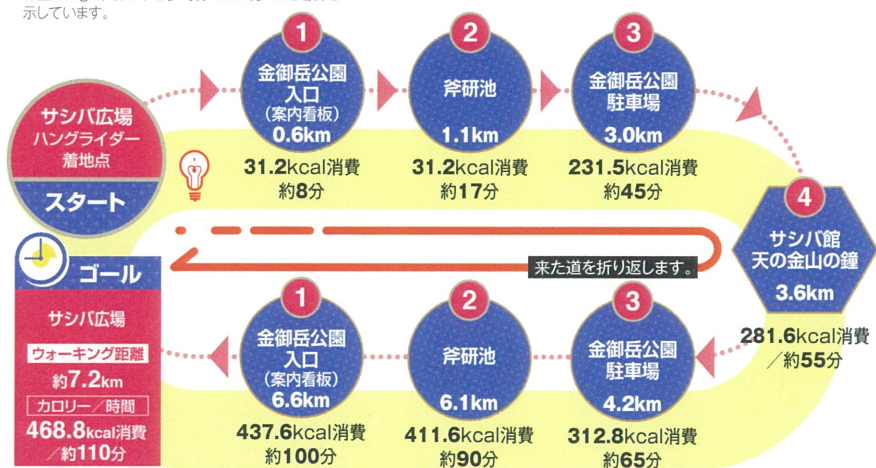 示しています。
サシバ広場
ハングライダー
着地点
スタート
1
金御岳公園
入口
(案内看板)
0.6km
31.2kcal消費
約8分
2
斧研池
1.1km
31.2kcal消費
約17分
3
金御岳公園
駐車場
3.0km
231.5kcal消費
約45分
4
サシバ館
天の金山の鐘
3.6km
281.6kcal消費
/約55分
来た道を折り返します。
3
金御岳公園
駐車場
4.2km
312.8kcal消費
約65分
2
斧研池
6.1km
411.6kcal消費
約90分
1
金御岳公園
入口
(案内看板)
6.6km
437.6kcal消費
約100分
ゴール
サシバ広場
ウォーキング距離
約7.2km
カロリー/時間
468.8kcal消費
/約110分